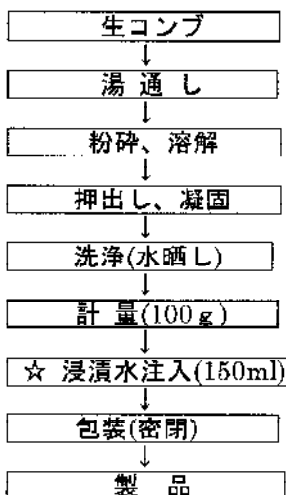 生コンブ
湯通し
粉砕、溶解
押出し、凝固
洗浄(水晒し)
計量(100g)
☆ 浸漬水注入(150ml)
包装(密閉)
製品